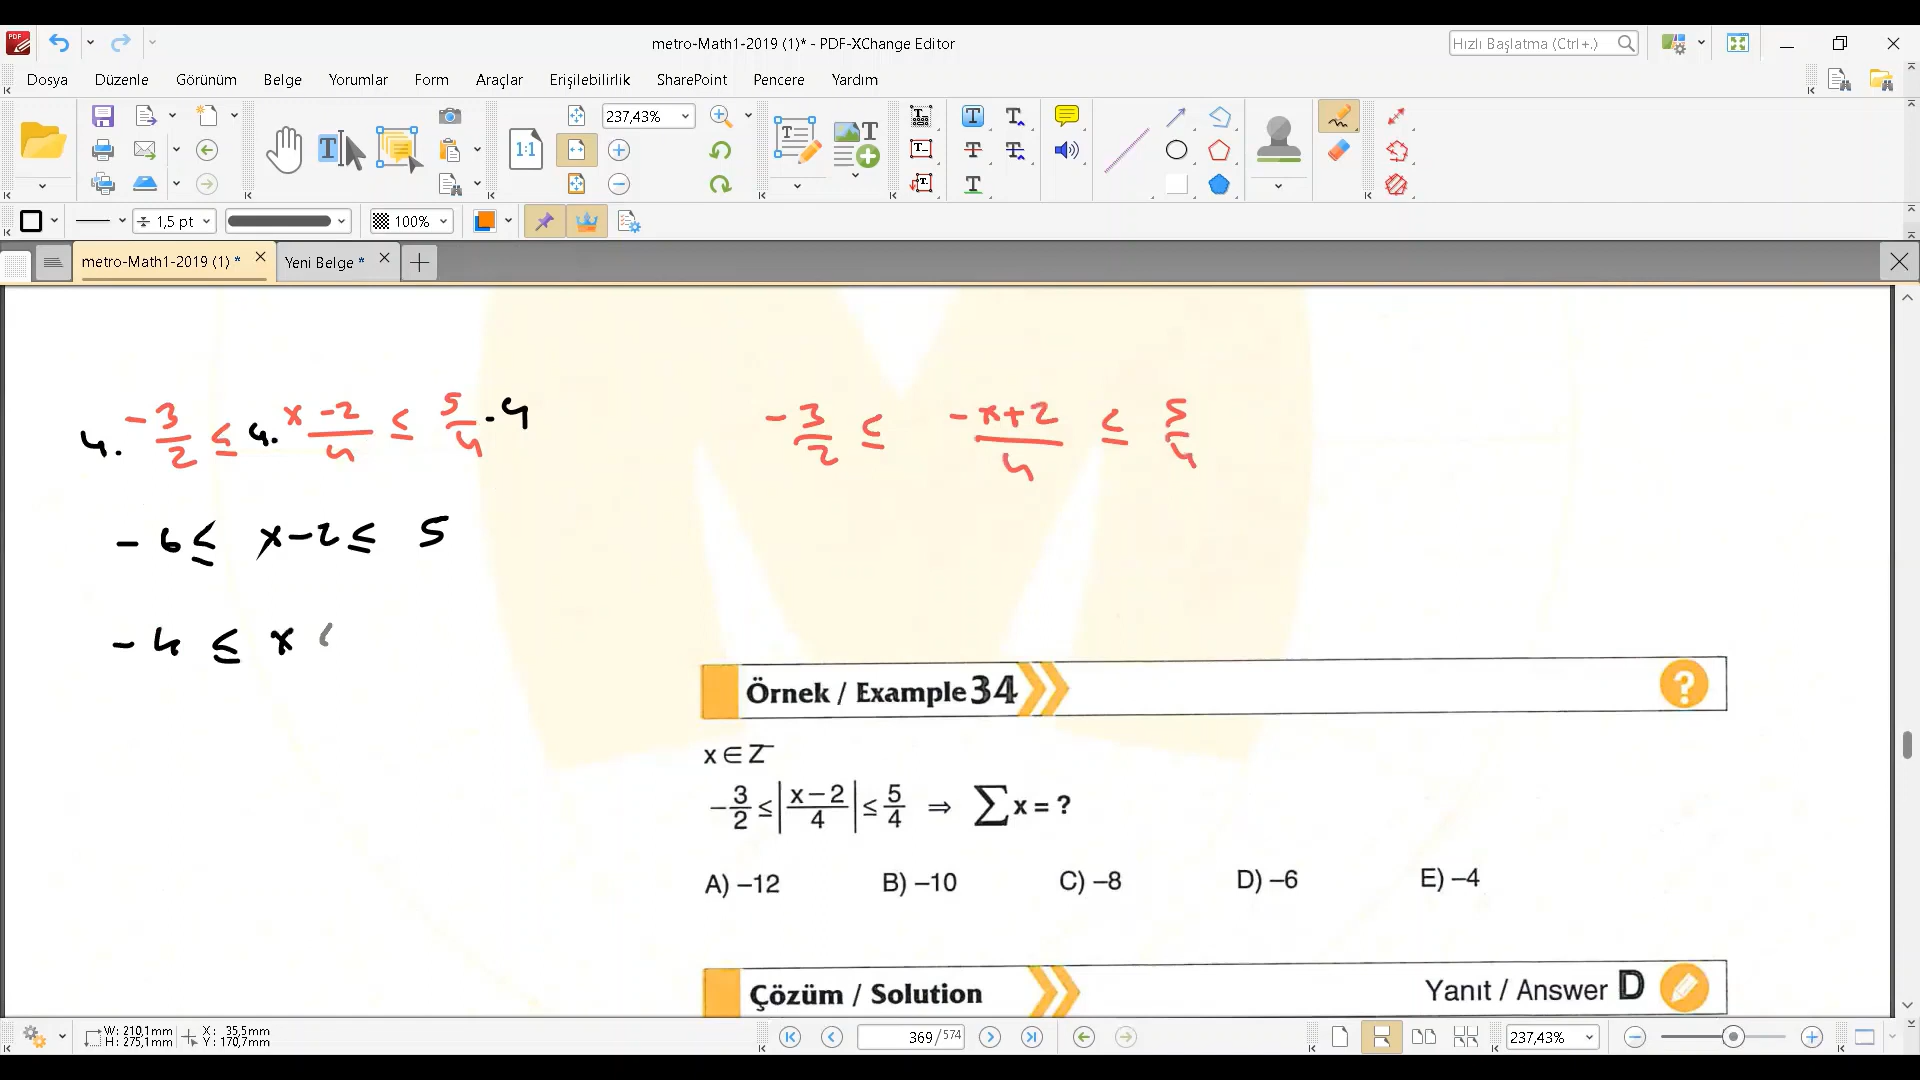 metro-Math1-2019 (1)* - PDF-XChange Editor
Hızlı Başlatma (Ctrl+.)
Dosya Düzenle Görünüm Belge Yorumlar Form Araçlar Erişilebilirlik SharePoint Pencere Yardım
237,43%
1:1
1,5 pt
100%
metro-Math1-2019 (1) *
Yeni Belge *
4. -3/2 ≤ 4. x-2/4 ≤ 5/4 -4
-3/2 ≤ -x+2/4 ≤ 5/4
-6 ≤ x-2 ≤ 5
-4 ≤ x
Örnek / Example 34
x ∈ Z⁻
-3/2 ≤ |x-2/4| ≤ 5/4 ⇒ ∑x = ?
A) –12 B) –10 C) –8 D) –6 E) –4
Çözüm / Solution
Yanıt / Answer D
W: 210,1mm
H: 275,1mm
X: 35,5mm
Y: 170,7mm
369 / 574
237,43%